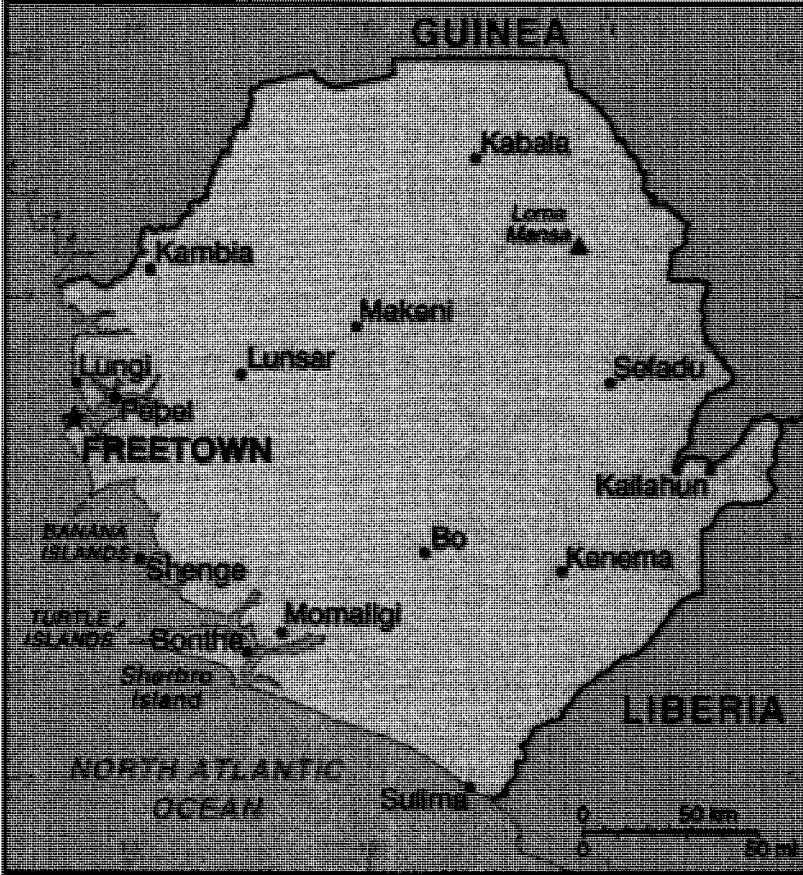 GUINEA
Kabala
Loma
Mansa
Kambia
Makeni
Lungi
Lunsar
Sefadu
Pepel
FREETOWN
Kailahun
BANANA
ISLANDS
Shenge
Bo
Kenema
TURTLE
ISLANDS
Momaligi
Bonthe
Sherbro
Island
LIBERIA
NORTH ATLANTIC
OCEAN
Sulima
0 50 km
0 50 mi